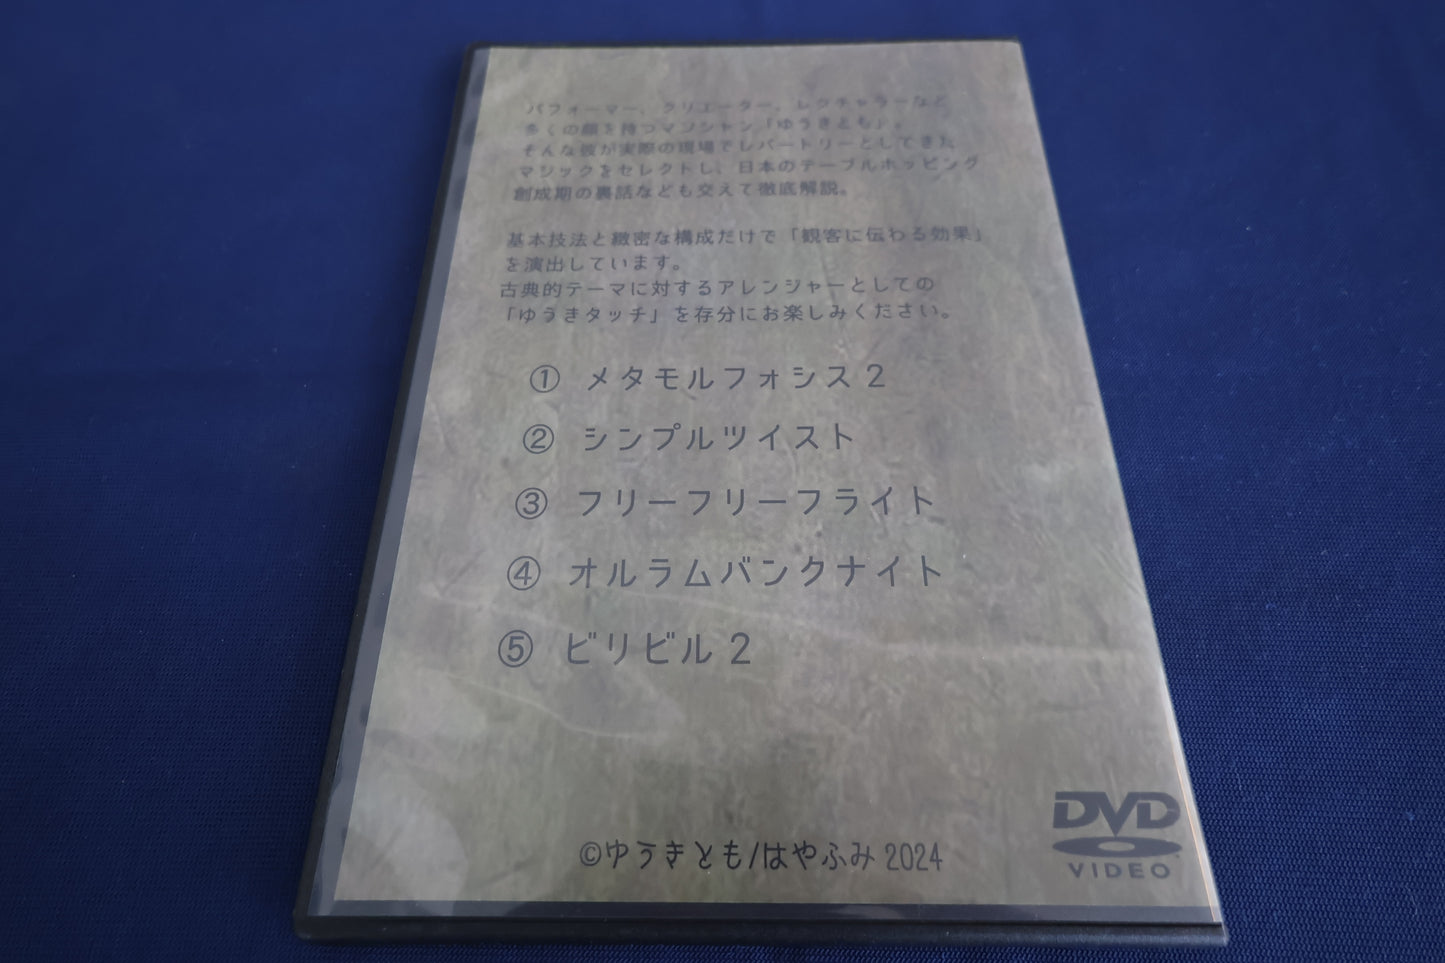 パフォーマー、クリエーター、レクチャラーなど
多くの顔を持つマジシャン「ゆうきとも」。
そんな彼が実際の現場でレパートリーとしてきた
マジックをセレクトし、日本のテーブルホッピング
創成期の裏話なども交えて徹底解説。
基本技法と緻密な構成だけで「観客に伝わる効果」
を演出しています。
古典的テーマに対するアレンジャーとしての
「ゆうきタッチ」を存分にお楽しみください。
① メタモルフォシス2
② シンプルツイスト
③ フリーフリーフライト
④ オルラムバンクナイト
⑤ ビリビル2
©ゆうきとも/はやふみ 2024
DVD
VIDEO